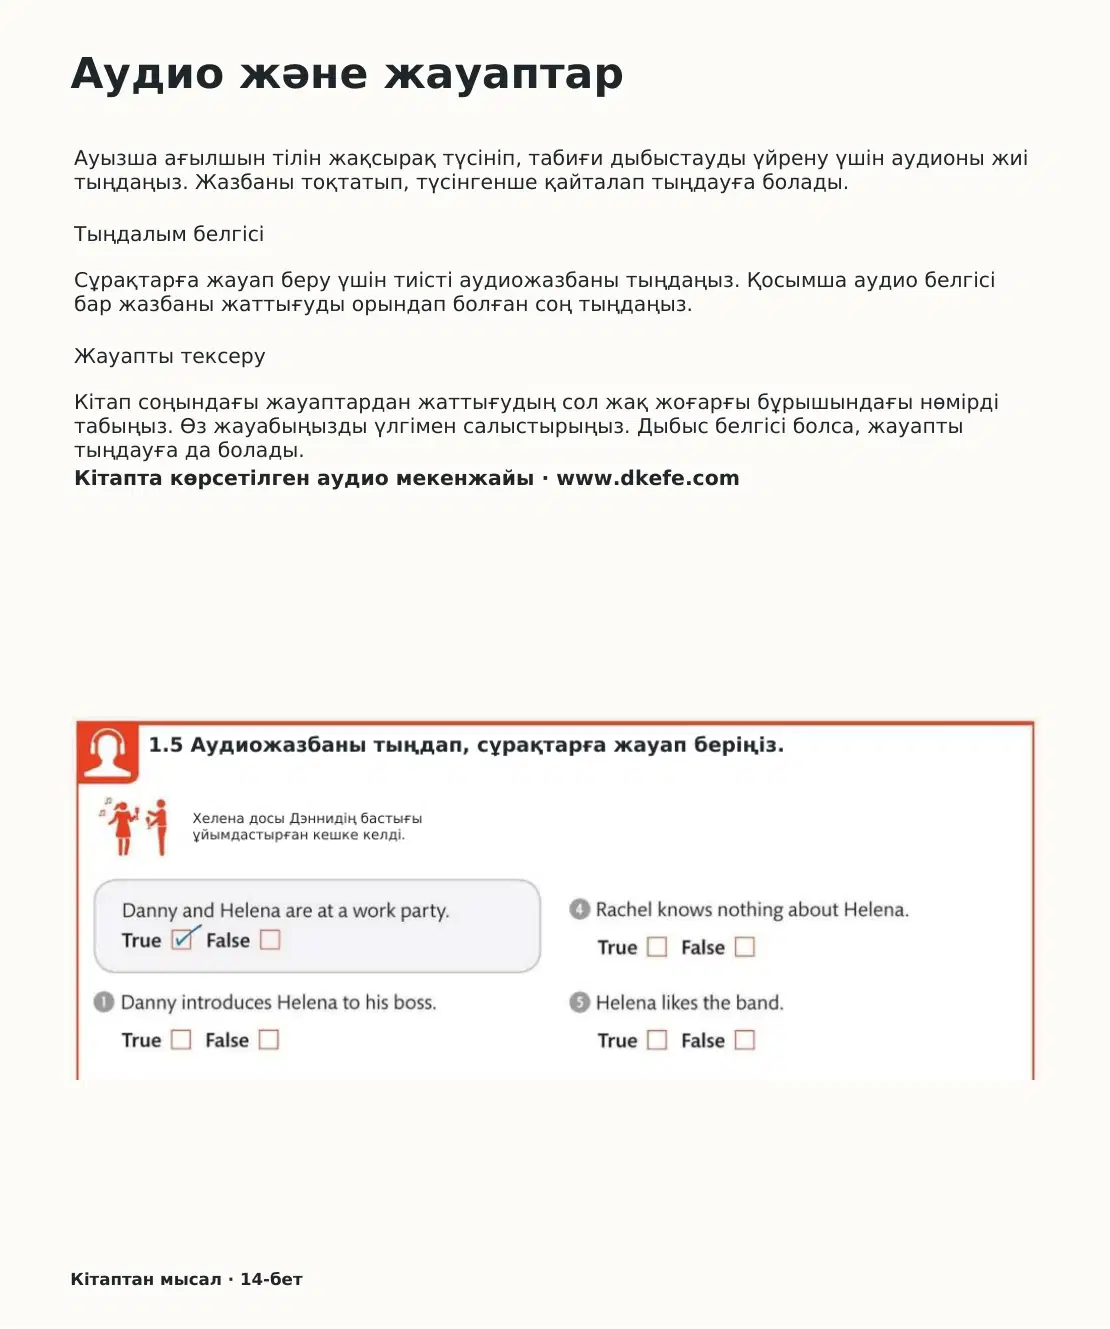 Аудио және жауаптар
Ауызша ағылшын тілін жақсырақ түсініп, табиғи дыбыстауды үйрену үшін аудионы жиі
тыңдаңыз. Жазбаны тоқтатып, түсінгенше қайталап тыңдауға болады.
Тыңдалым белгісі
Сұрақтарға жауап беру үшін тиісті аудиожазбаны тыңдаңыз. Қосымша аудио белгісі
бар жазбаны жаттығуды орындап болған соң тыңдаңыз.
Жауапты тексеру
Кітап соңындағы жауаптардан жаттығудың сол жақ жоғарғы бұрышындағы нөмірді
табыңыз. Өз жауабыңызды үлгімен салыстырыңыз. Дыбыс белгісі болса, жауапты
тыңдауға да болады.
Кітапта көрсетілген аудио мекенжайы · www.dkefe.com
1.5 Аудиожазбаны тыңдап, сұрақтарға жауап беріңіз.
Хелена досы Дэннидің бастығы
ұйымдастырған кешке келді.
Danny and Helena are at a work party.
True False
1 Danny introduces Helena to his boss.
True False
4 Rachel knows nothing about Helena.
True False
5 Helena likes the band.
True False
Кітаптан мысал · 14-бет